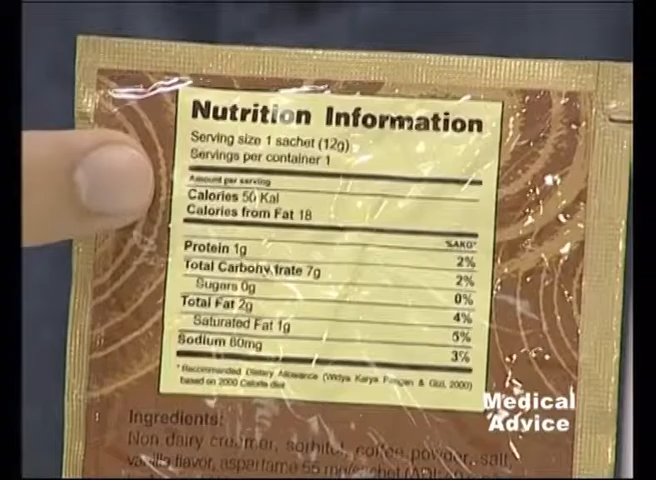 Nutrition Information
Serving size 1 sachet (12g)
Servings per container 1
Amount per serving
Calories 50 Kal
Calories from Fat 18
%AKG*
Protein 1g 2%
Total Carbohydrate 7g 2%
Sugars 0g 0%
Total Fat 2g 4%
Saturated Fat 1g 5%
Sodium 60mg 3%
*Recommended Dietary Allowance (Widya Karya Pangan & Gizi, 2000)
based on 2000 Calorie diet
Medical
Advice
Ingredients:
Non dairy creamer, sorbitol, coffee powder, salt,
vanilla flavor, aspartame 55 mg/sachet (ADI: 40